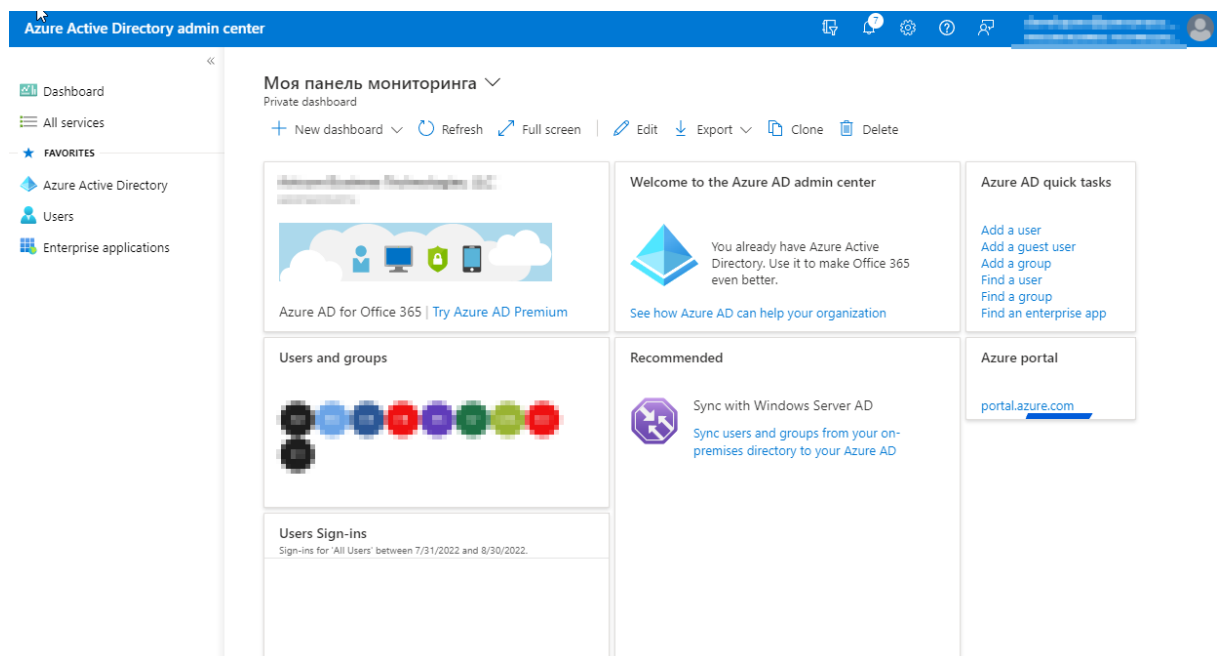 Azure Active Directory admin center
7
Dashboard
All services
FAVORITES
Azure Active Directory
Users
Enterprise applications
Моя панель мониторинга
Private dashboard
New dashboard
Refresh
Full screen
Edit
Export
Clone
Delete
Azure AD for Office 365 | Try Azure AD Premium
Welcome to the Azure AD admin center
You already have Azure Active
Directory. Use it to make Office 365
even better.
See how Azure AD can help your organization
Azure AD quick tasks
Add a user
Add a guest user
Add a group
Find a user
Find a group
Find an enterprise app
Users and groups
Recommended
Sync with Windows Server AD
Sync users and groups from your on-
premises directory to your Azure AD
Azure portal
portal.azure.com
Users Sign-ins
Sign-ins for 'All Users' between 7/31/2022 and 8/30/2022.